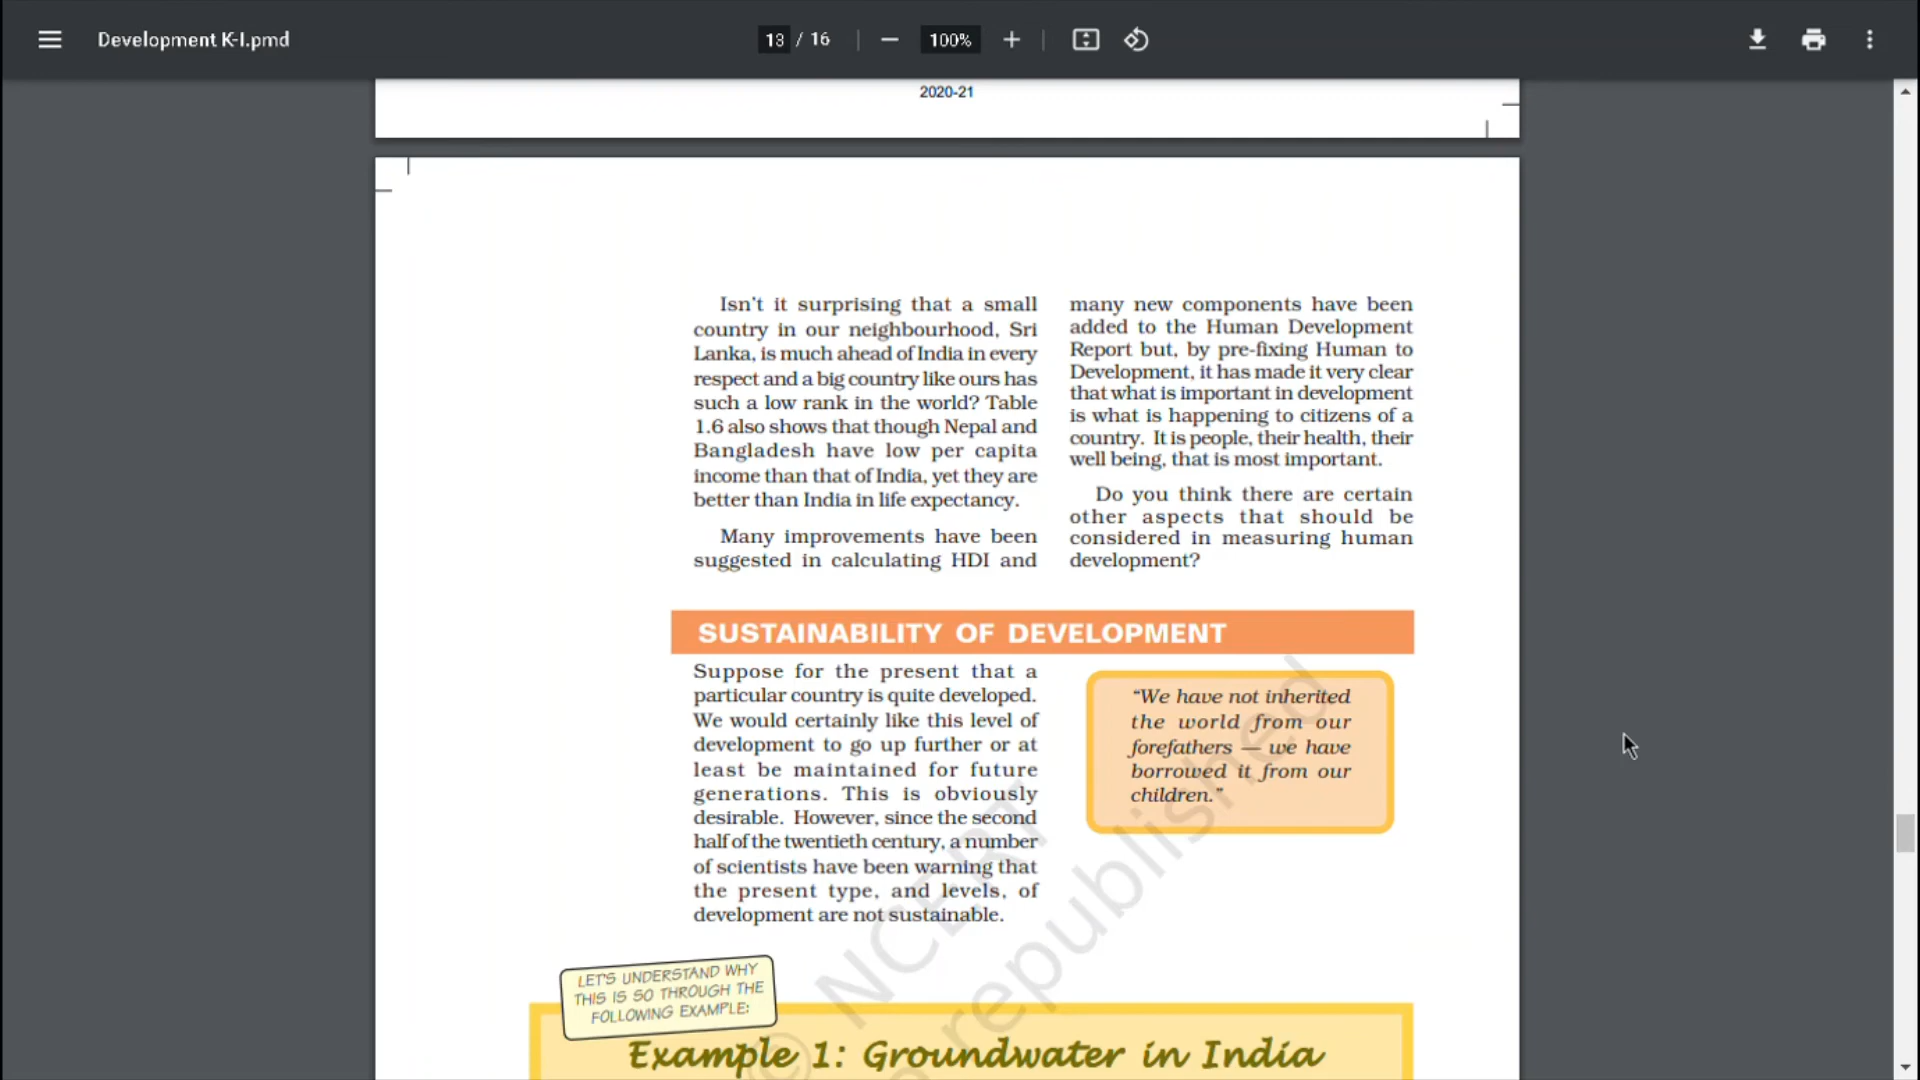 Development K-I.pmd
13 / 16
100%
2020-21
Isn't it surprising that a small
country in our neighbourhood, Sri
Lanka, is much ahead of India in every
respect and a big country like ours has
such a low rank in the world? Table
1.6 also shows that though Nepal and
Bangladesh have low per capita
income than that of India, yet they are
better than India in life expectancy.
Many improvements have been
suggested in calculating HDI and
many new components have been
added to the Human Development
Report but, by pre-fixing Human to
Development, it has made it very clear
that what is important in development
is what is happening to citizens of a
country. It is people, their health, their
well being, that is most important.
Do you think there are certain
other aspects that should be
considered in measuring human
development?
SUSTAINABILITY OF DEVELOPMENT
Suppose for the present that a
particular country is quite developed.
We would certainly like this level of
development to go up further or at
least be maintained for future
generations. This is obviously
desirable. However, since the second
half of the twentieth century, a number
of scientists have been warning that
the present type, and levels, of
development are not sustainable.
“We have not inherited
the world from our
forefathers — we have
borrowed it from our
children.”
LET'S UNDERSTAND WHY
THIS IS SO THROUGH THE
FOLLOWING EXAMPLE:
Example 1: Groundwater in India
© NCERT
republished